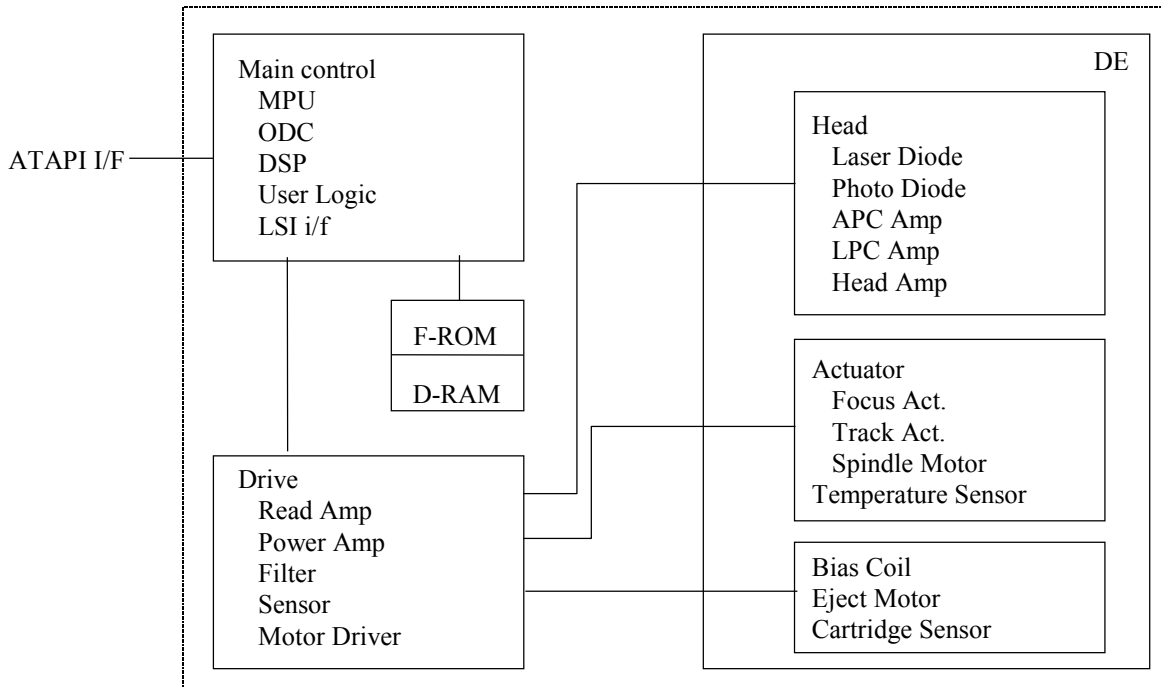 ATAPI I/F
Main control
MPU
ODC
DSP
User Logic
LSI i/f
F-ROM
D-RAM
Drive
Read Amp
Power Amp
Filter
Sensor
Motor Driver
DE
Head
Laser Diode
Photo Diode
APC Amp
LPC Amp
Head Amp
Actuator
Focus Act.
Track Act.
Spindle Motor
Temperature Sensor
Bias Coil
Eject Motor
Cartridge Sensor